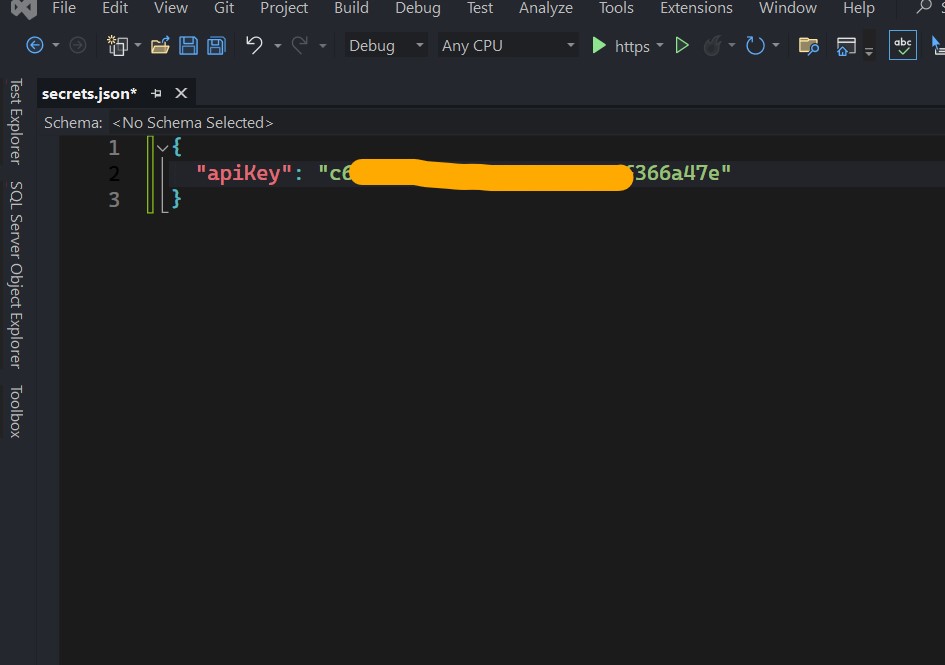 File Edit View Git Project Build Debug Test Analyze Tools Extensions Window Help
Debug Any CPU https abc
Test Explorer
SQL Server Object Explorer
Toolbox
secrets.json*
Schema: <No Schema Selected>
1 {
2 "apiKey": "c6 f366a47e"
3 }